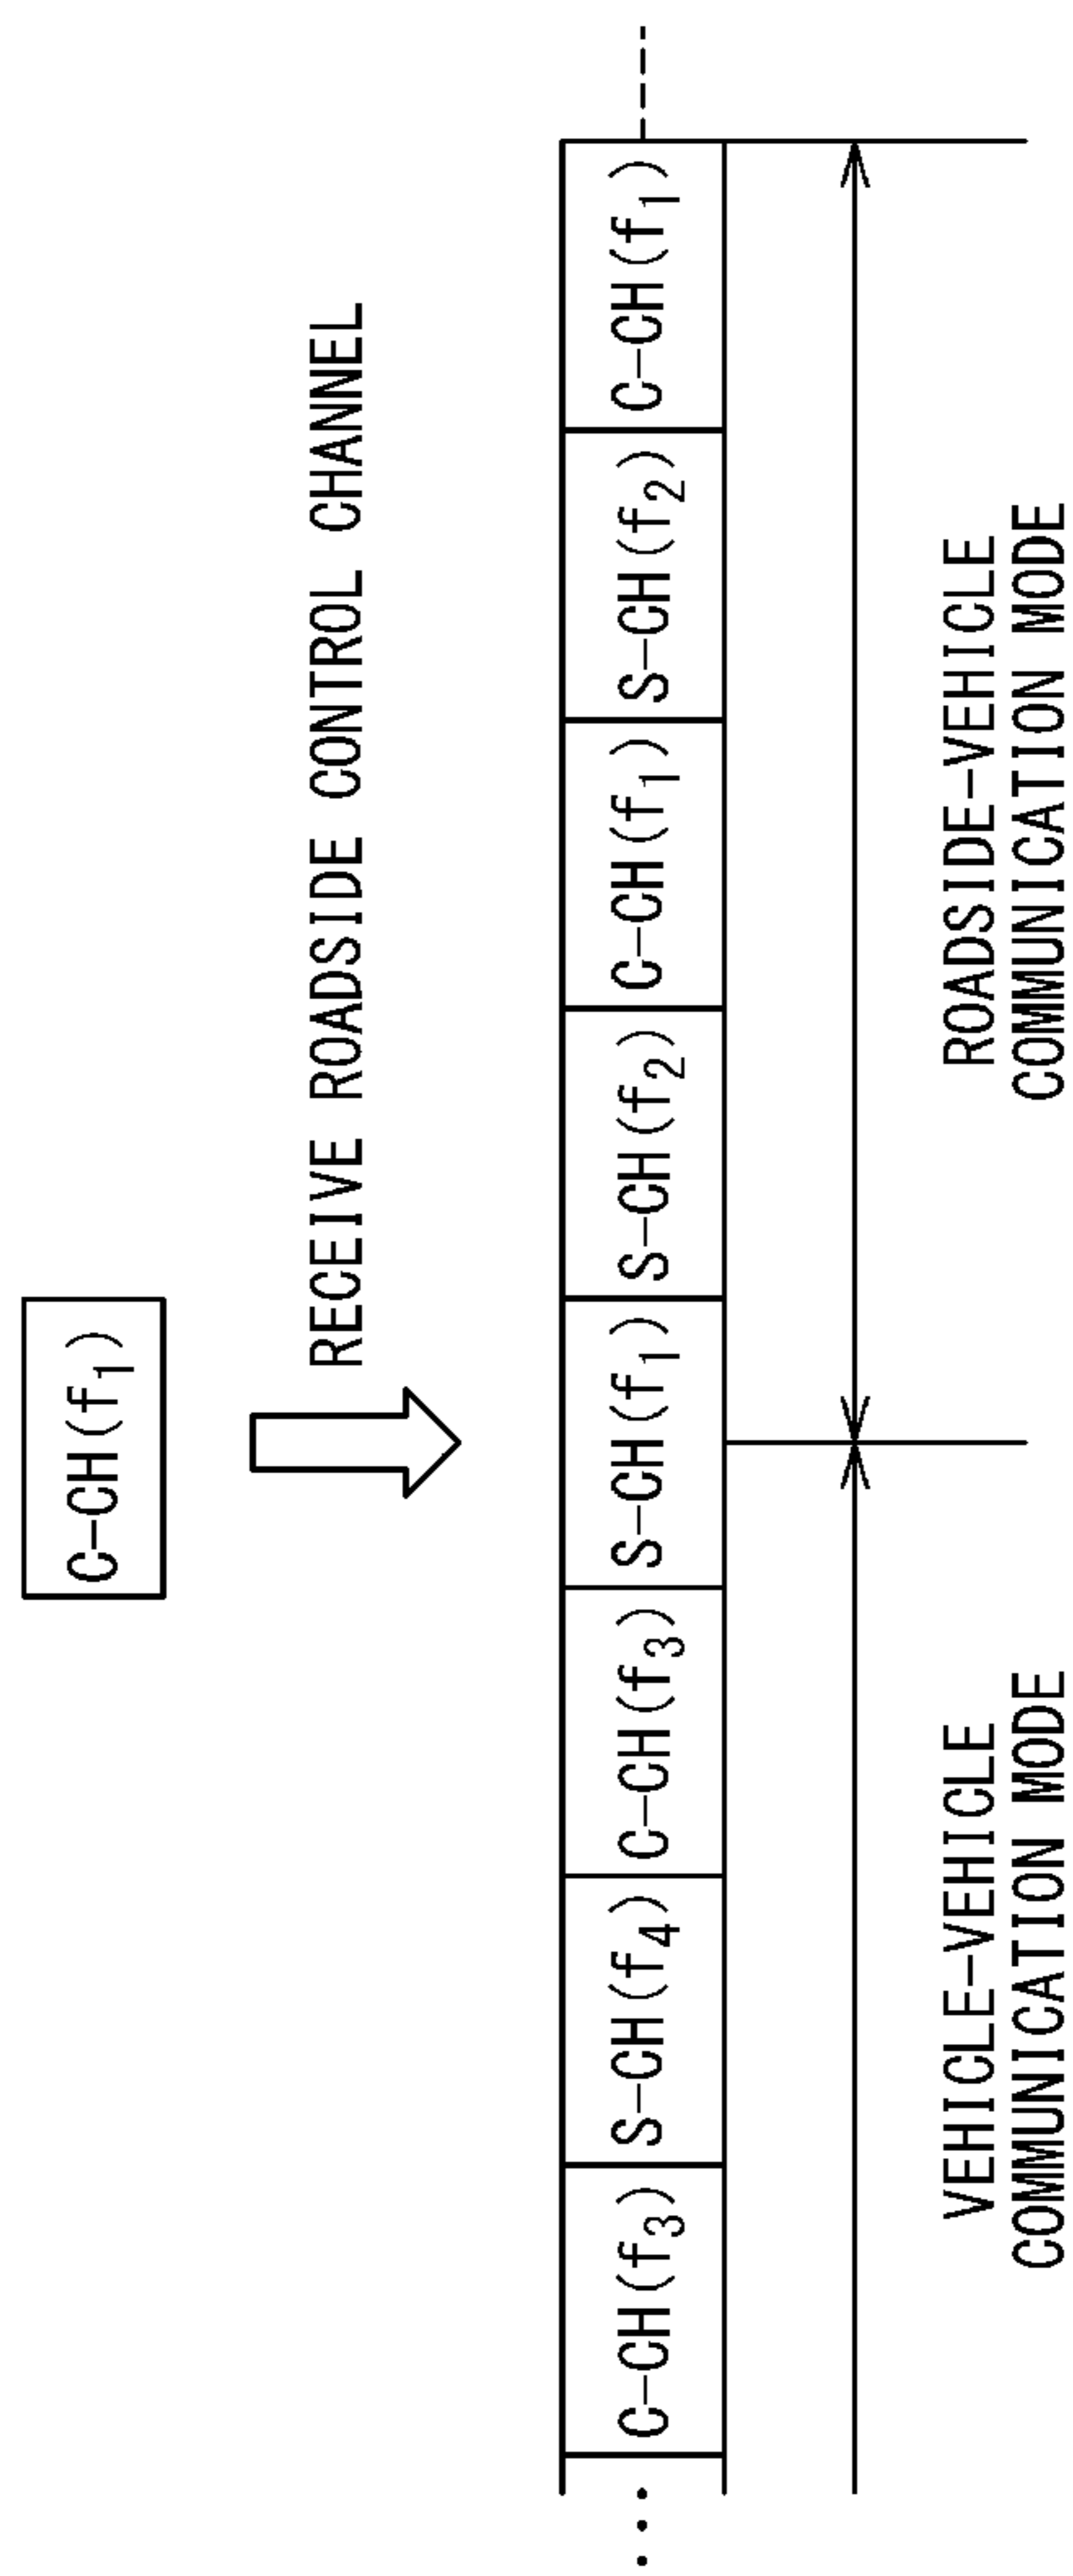 C-CH(f1)
RECEIVE ROADSIDE CONTROL CHANNEL
... C-CH(f3) S-CH(f4) C-CH(f3) S-CH(f1) S-CH(f2) C-CH(f1) S-CH(f2) C-CH(f1)
VEHICLE-VEHICLE
COMMUNICATION MODE
ROADSIDE-VEHICLE
COMMUNICATION MODE